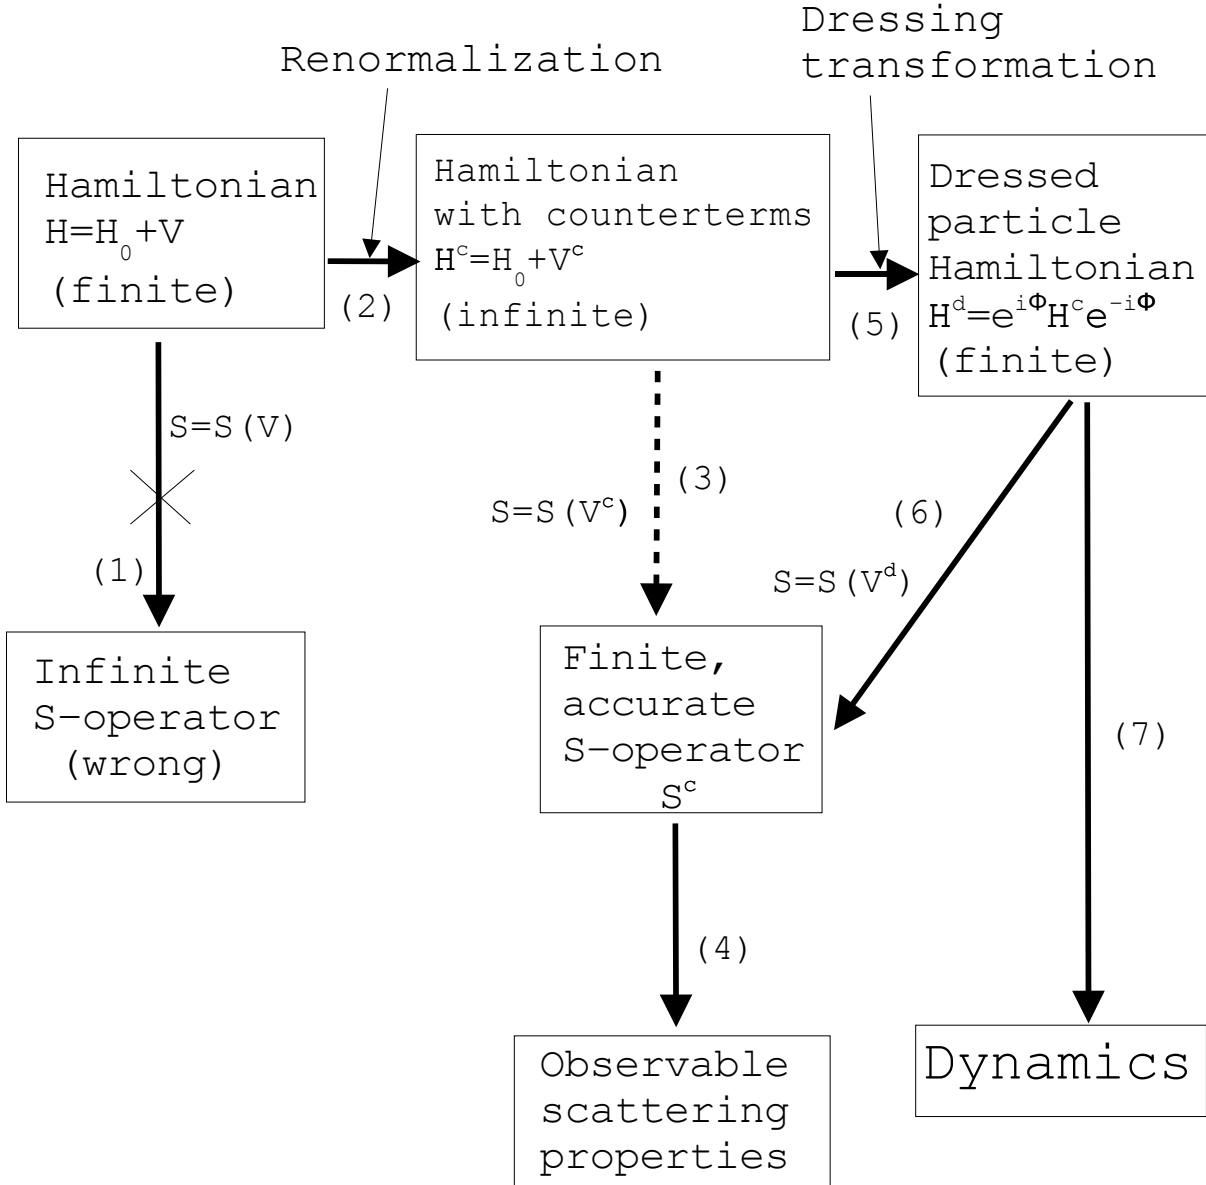 Dressing
transformation
Renormalization
Hamiltonian
H=H₀+V
(finite)
(2)
Hamiltonian
with counterterms
Hᶜ=H₀+Vᶜ
(infinite)
(5)
Dressed
particle
Hamiltonian
Hᵈ=e^{iΦ}Hᶜe^{-iΦ}
(finite)
S=S(V)
(1)
S=S(Vᶜ)
(3)
(6)
S=S(Vᵈ)
(7)
Infinite
S-operator
(wrong)
Finite,
accurate
S-operator
Sᶜ
(4)
Observable
scattering
properties
Dynamics